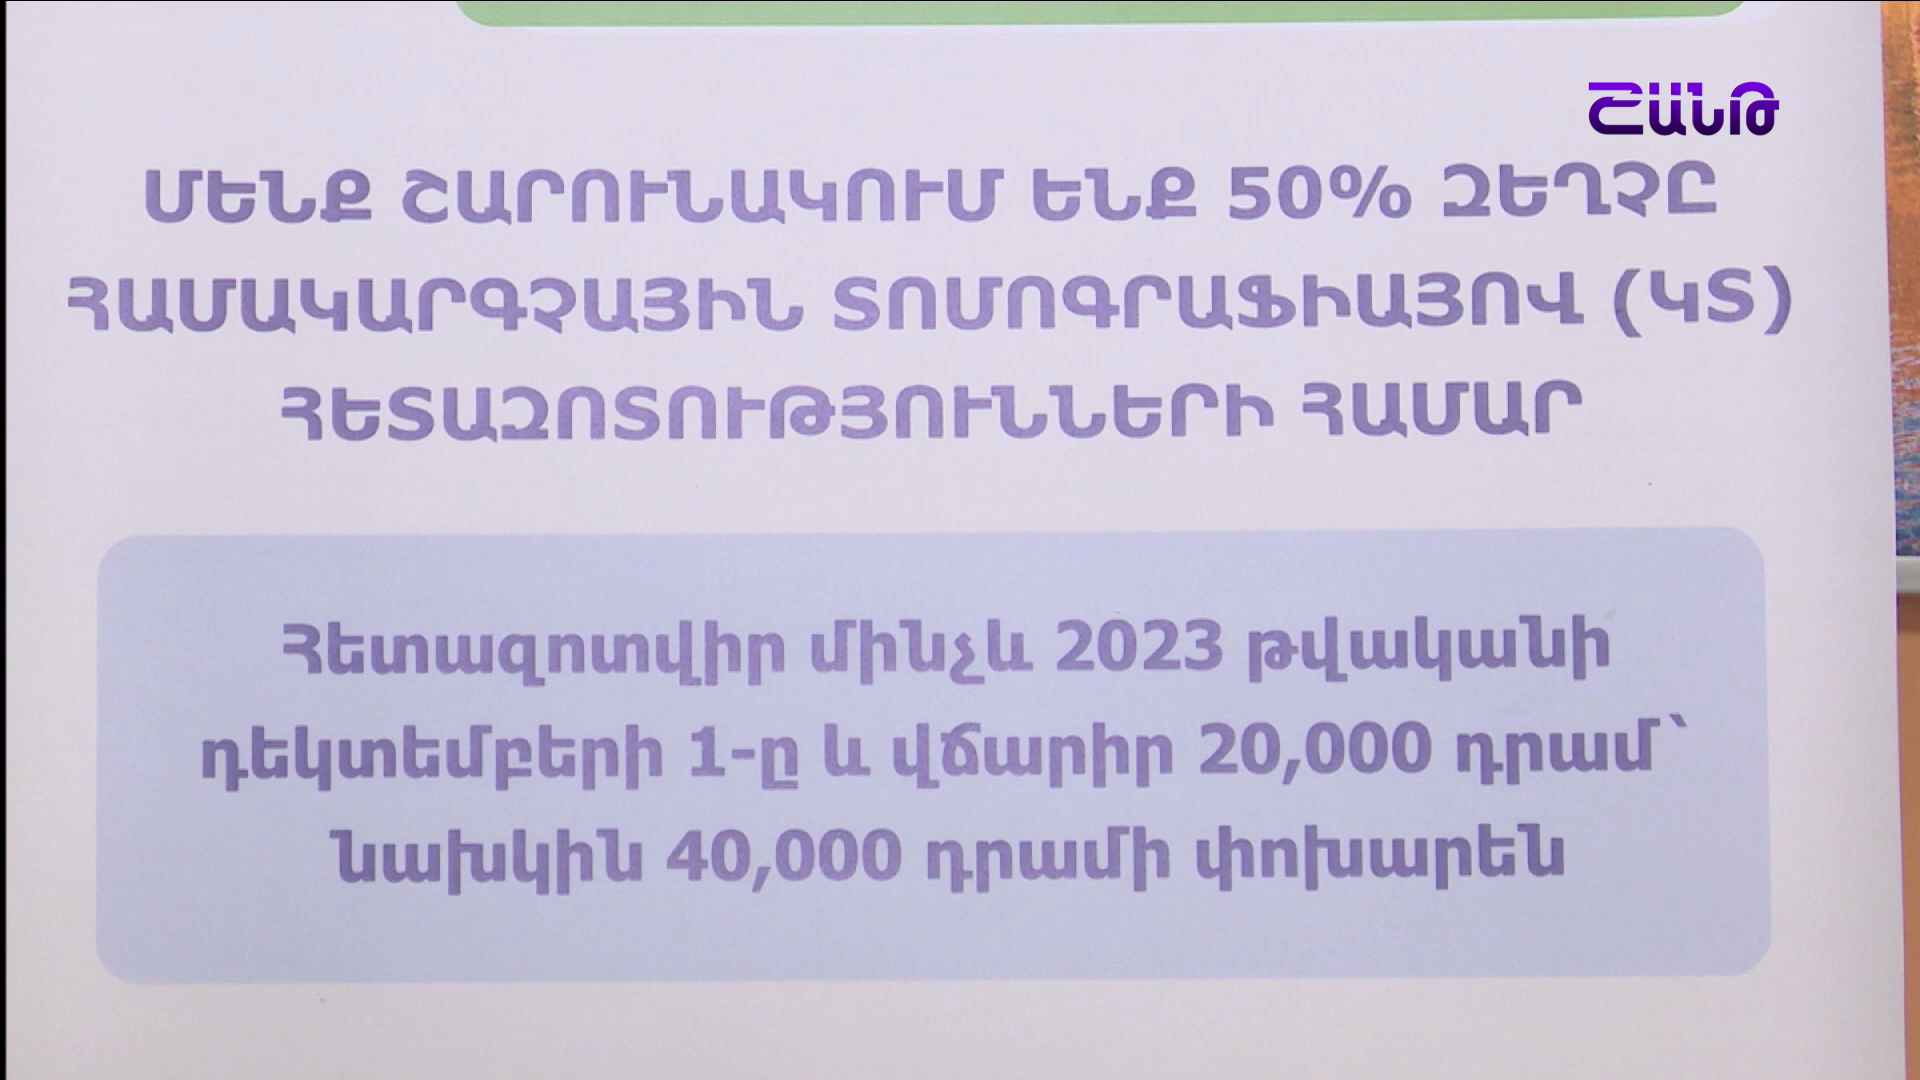 ՇԱՆԹ
ՄԵՆՔ ՇԱՐՈՒՆԱԿՈՒՄ ԵՆՔ 50% ԶԵՂՉԸ
ՀԱՄԱԿԱՐԳՉԱՅԻՆ ՏՈՄՈԳՐԱՖԻԱՅՈՎ (ԿՏ)
ՀԵՏԱԶՈՏՈՒԹՅՈՒՆՆԵՐԻ ՀԱՄԱՐ
Հետազոտվիր մինչև 2023 թվականի
դեկտեմբերի 1-ը և վճարիր 20,000 դրամ՝
նախկին 40,000 դրամի փոխարեն